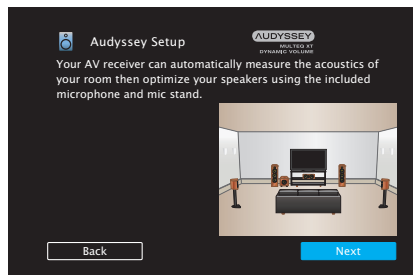 Audyssey Setup
AUDYSSEY
MULTEQ XT
DYNAMIC VOLUME
Your AV receiver can automatically measure the acoustics of
your room then optimize your speakers using the included
microphone and mic stand.
Back
Next